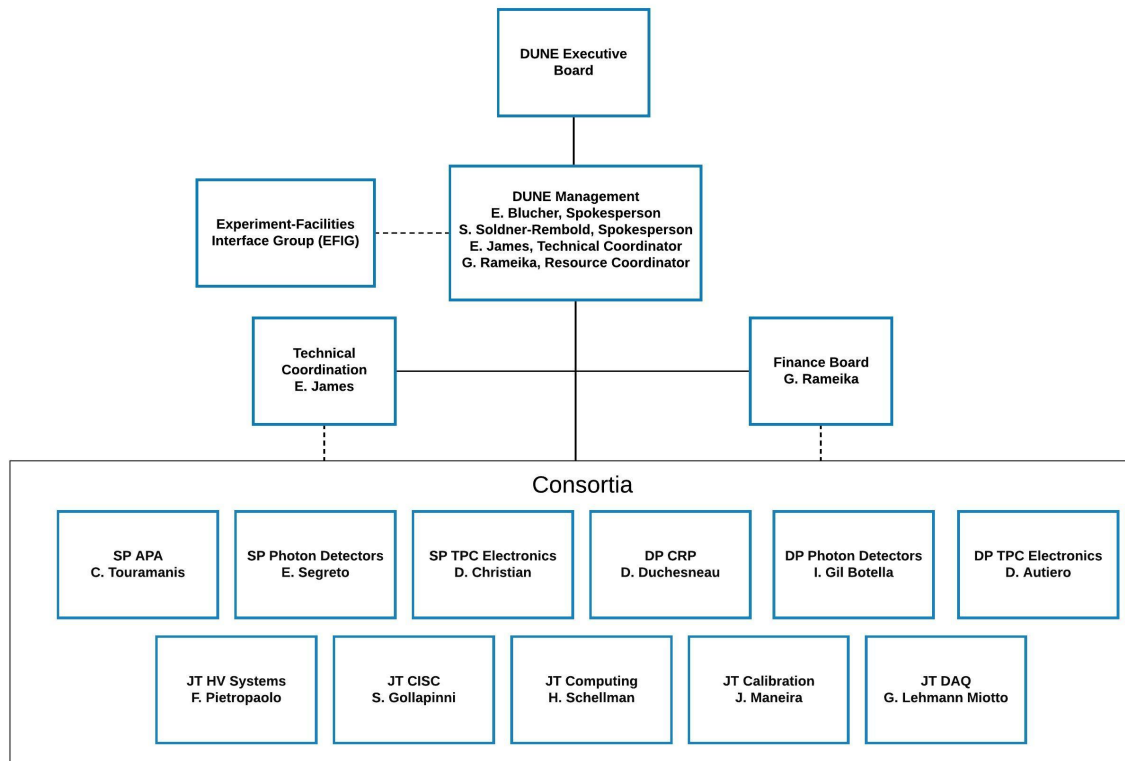 DUNE Executive
Board
DUNE Management
E. Blucher, Spokesperson
S. Soldner-Rembold, Spokesperson
E. James, Technical Coordinator
G. Rameika, Resource Coordinator
Experiment-Facilities
Interface Group (EFIG)
Technical
Coordination
E. James
Finance Board
G. Rameika
Consortia
SP APA
C. Touramanis
SP Photon Detectors
E. Segreto
SP TPC Electronics
D. Christian
DP CRP
D. Duchesneau
DP Photon Detectors
I. Gil Botella
DP TPC Electronics
D. Autiero
JT HV Systems
F. Pietropaolo
JT CISC
S. Gollapinni
JT Computing
H. Schellman
JT Calibration
J. Maneira
JT DAQ
G. Lehmann Miotto